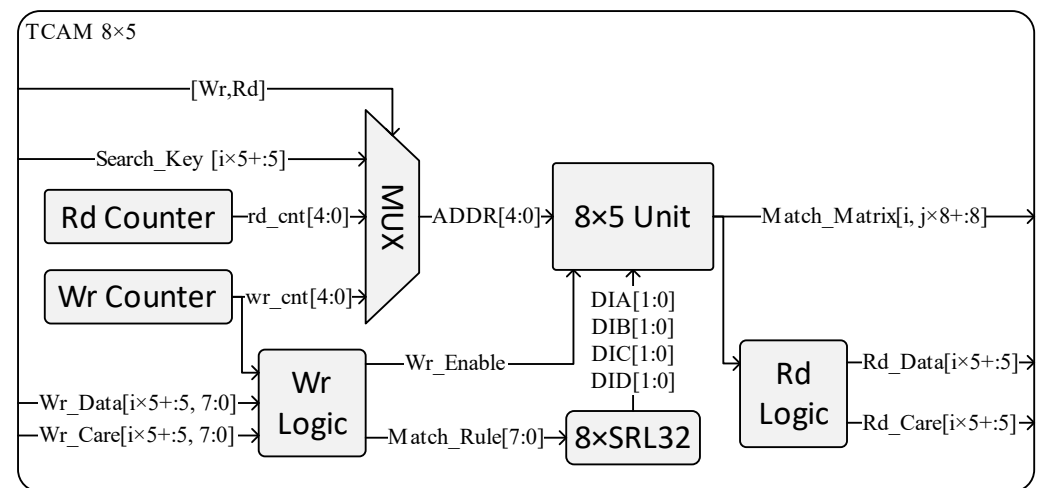 TCAM 8×5
[Wr,Rd]
Search_Key [i×5+:5]
Rd Counter
rd_cnt[4:0]
MUX
ADDR[4:0]
8×5 Unit
Match_Matrix[i, j×8+:8]
Wr Counter
wr_cnt[4:0]
DIA[1:0]
DIB[1:0]
DIC[1:0]
DID[1:0]
Wr
Logic
Wr_Enable
Rd
Logic
Rd_Data[i×5+:5]
Rd_Care[i×5+:5]
Wr_Data[i×5+:5, 7:0]
Wr_Care[i×5+:5, 7:0]
Match_Rule[7:0]
8×SRL32